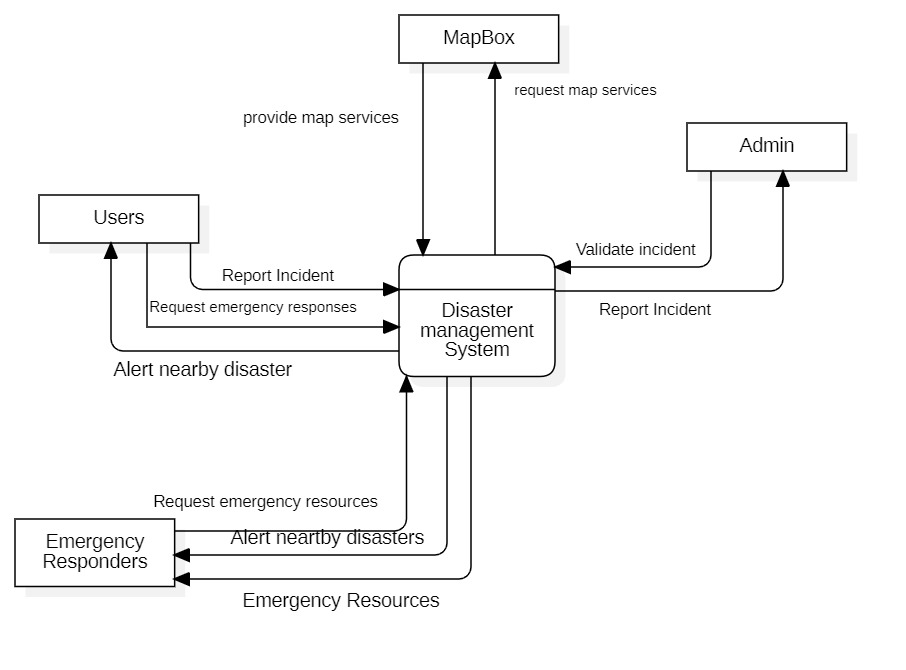 MapBox
request map services
provide map services
Admin
Users
Validate incident
Report Incident
Request emergency responses
Report Incident
Disaster
management
System
Alert nearby disaster
Request emergency resources
Alert neartby disasters
Emergency
Responders
Emergency Resources